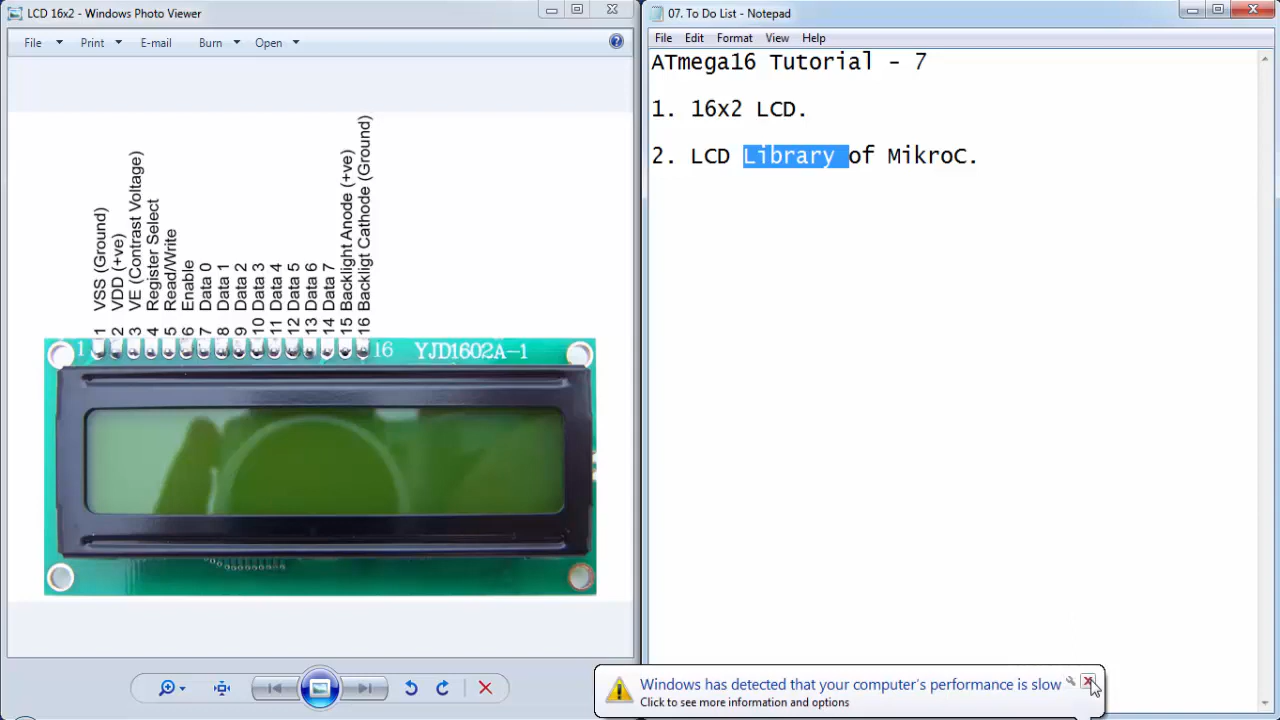 LCD 16x2 - Windows Photo Viewer
File Print E-mail Burn Open
1 VSS (Ground)
2 VDD (+ve)
3 VE (Contrast Voltage)
4 Register Select
5 Read/Write
6 Enable
7 Data 0
8 Data 1
9 Data 2
10 Data 3
11 Data 4
12 Data 5
13 Data 6
14 Data 7
15 Backlight Anode (+ve)
16 Backligt Cathode (Ground)
1 16 YJD1602A-1
07. To Do List - Notepad
File Edit Format View Help
ATmega16 Tutorial - 7
1. 16x2 LCD.
2. LCD Library of MikroC.
Windows has detected that your computer's performance is slow
Click to see more information and options